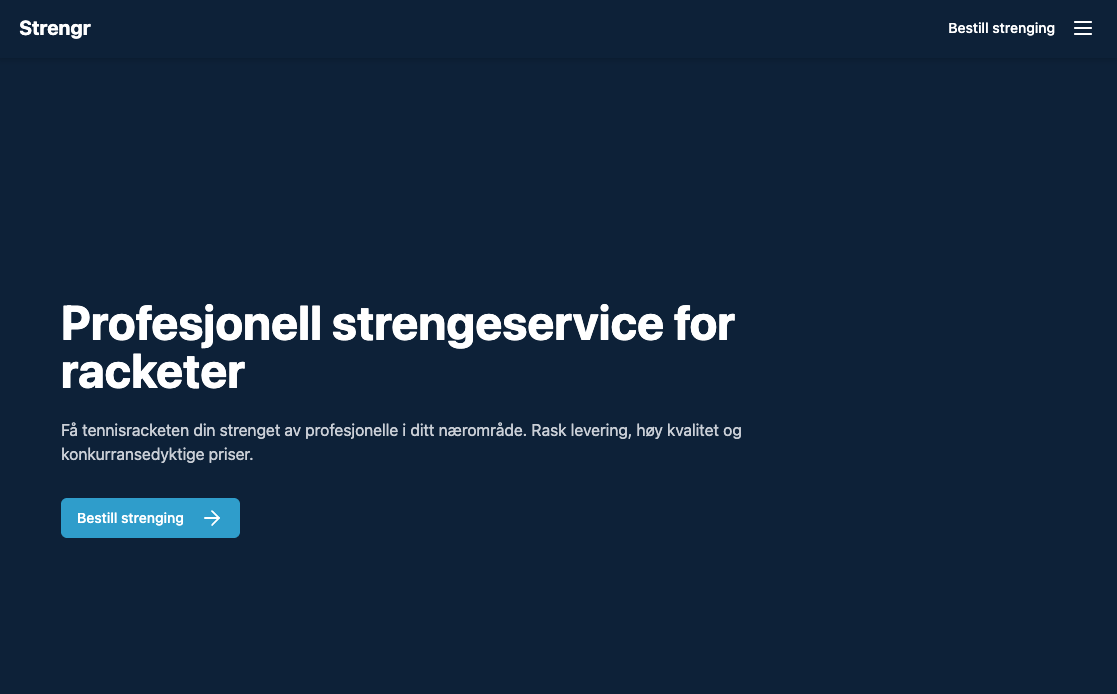 Strengr
Bestill strenging
Profesjonell strengeservice for
racketer
Få tennisracketen din strenget av profesjonelle i ditt nærområde. Rask levering, høy kvalitet og
konkurransedyktige priser.
Bestill strenging